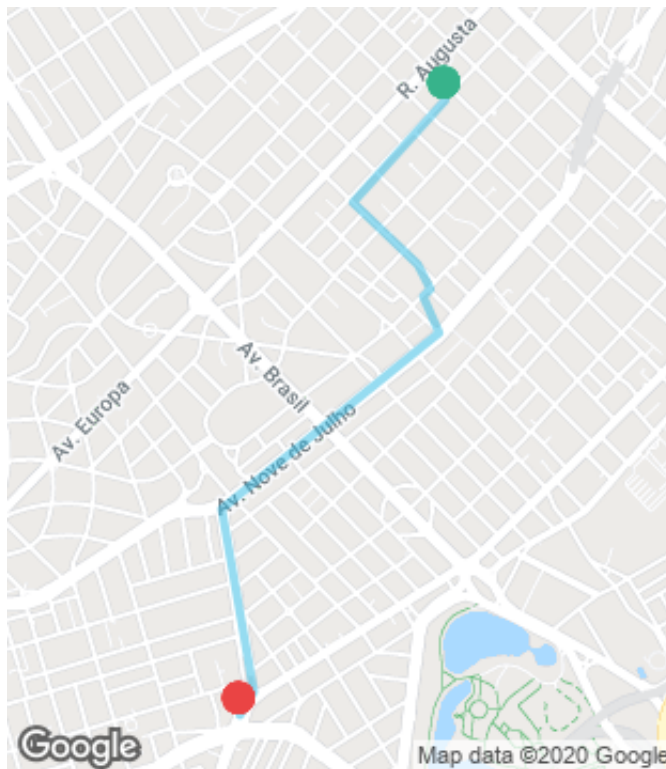 R. Augusta
Av. Brasil
Av. Europa
Av. Nove de Julho
Google
Map data ©2020 Google